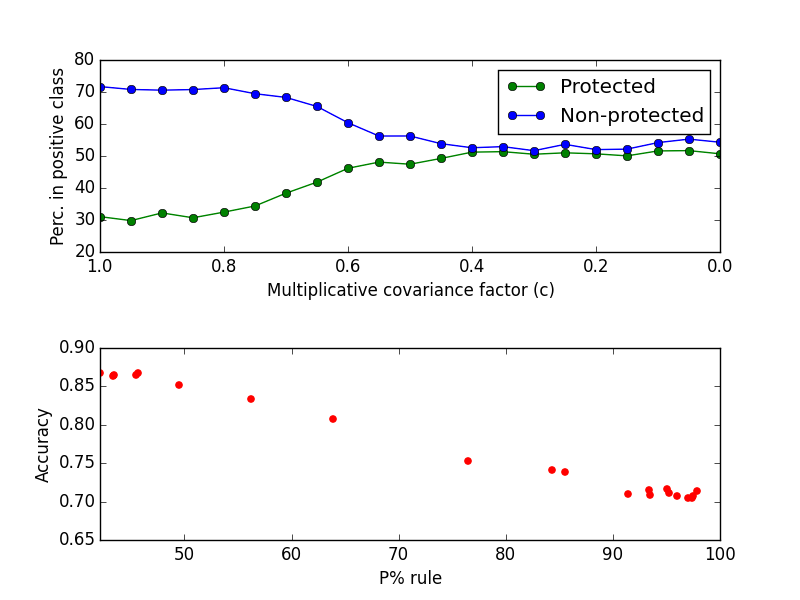 80
70
60
50
40
30
20
Perc. in positive class
Protected
Non-protected
1.0 0.8 0.6 0.4 0.2 0.0
Multiplicative covariance factor (c)
0.90
0.85
0.80
0.75
0.70
0.65
Accuracy
50 60 70 80 90 100
P% rule